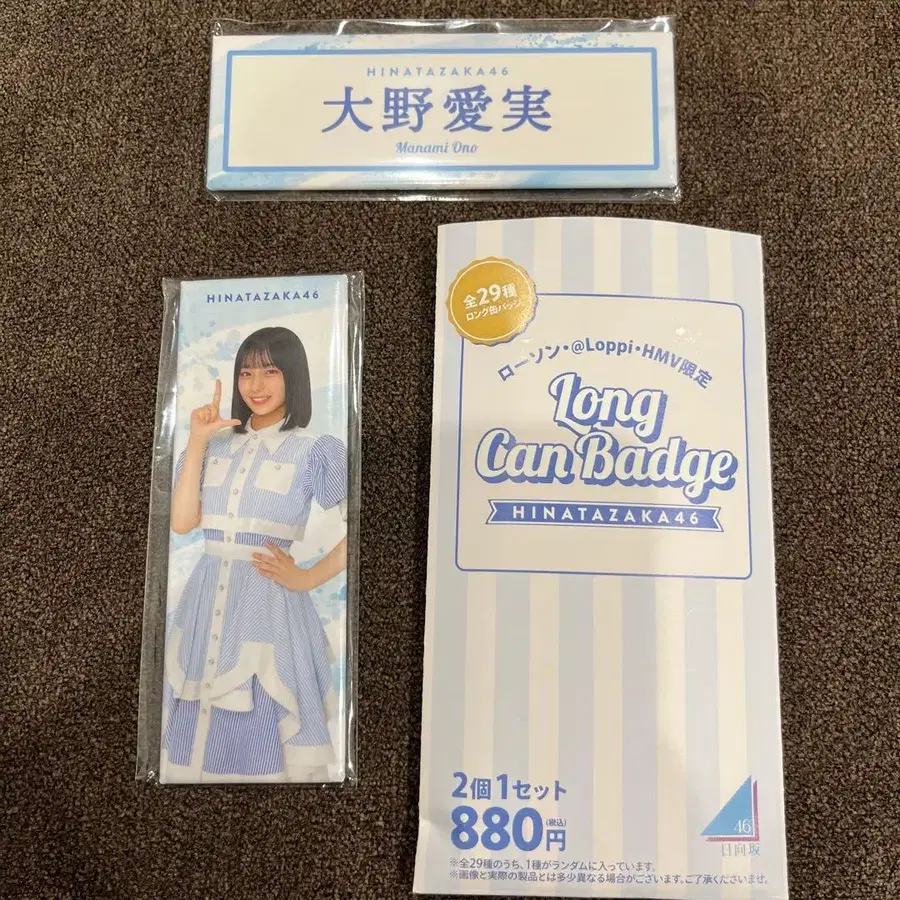 HINATAZAKA46
大野愛実
Manami Ono
HINATAZAKA46
全29種
ロング缶バッジ
ローソン・@Loppi・HMV限定
Long
Can Badge
HINATAZAKA46
2個1セット
880円(税込)
※全29種のうち、1種がランダムに入っています。
※画像と実際の製品とは多少異なる場合がございます。ご了承くださいませ。
46
日向坂